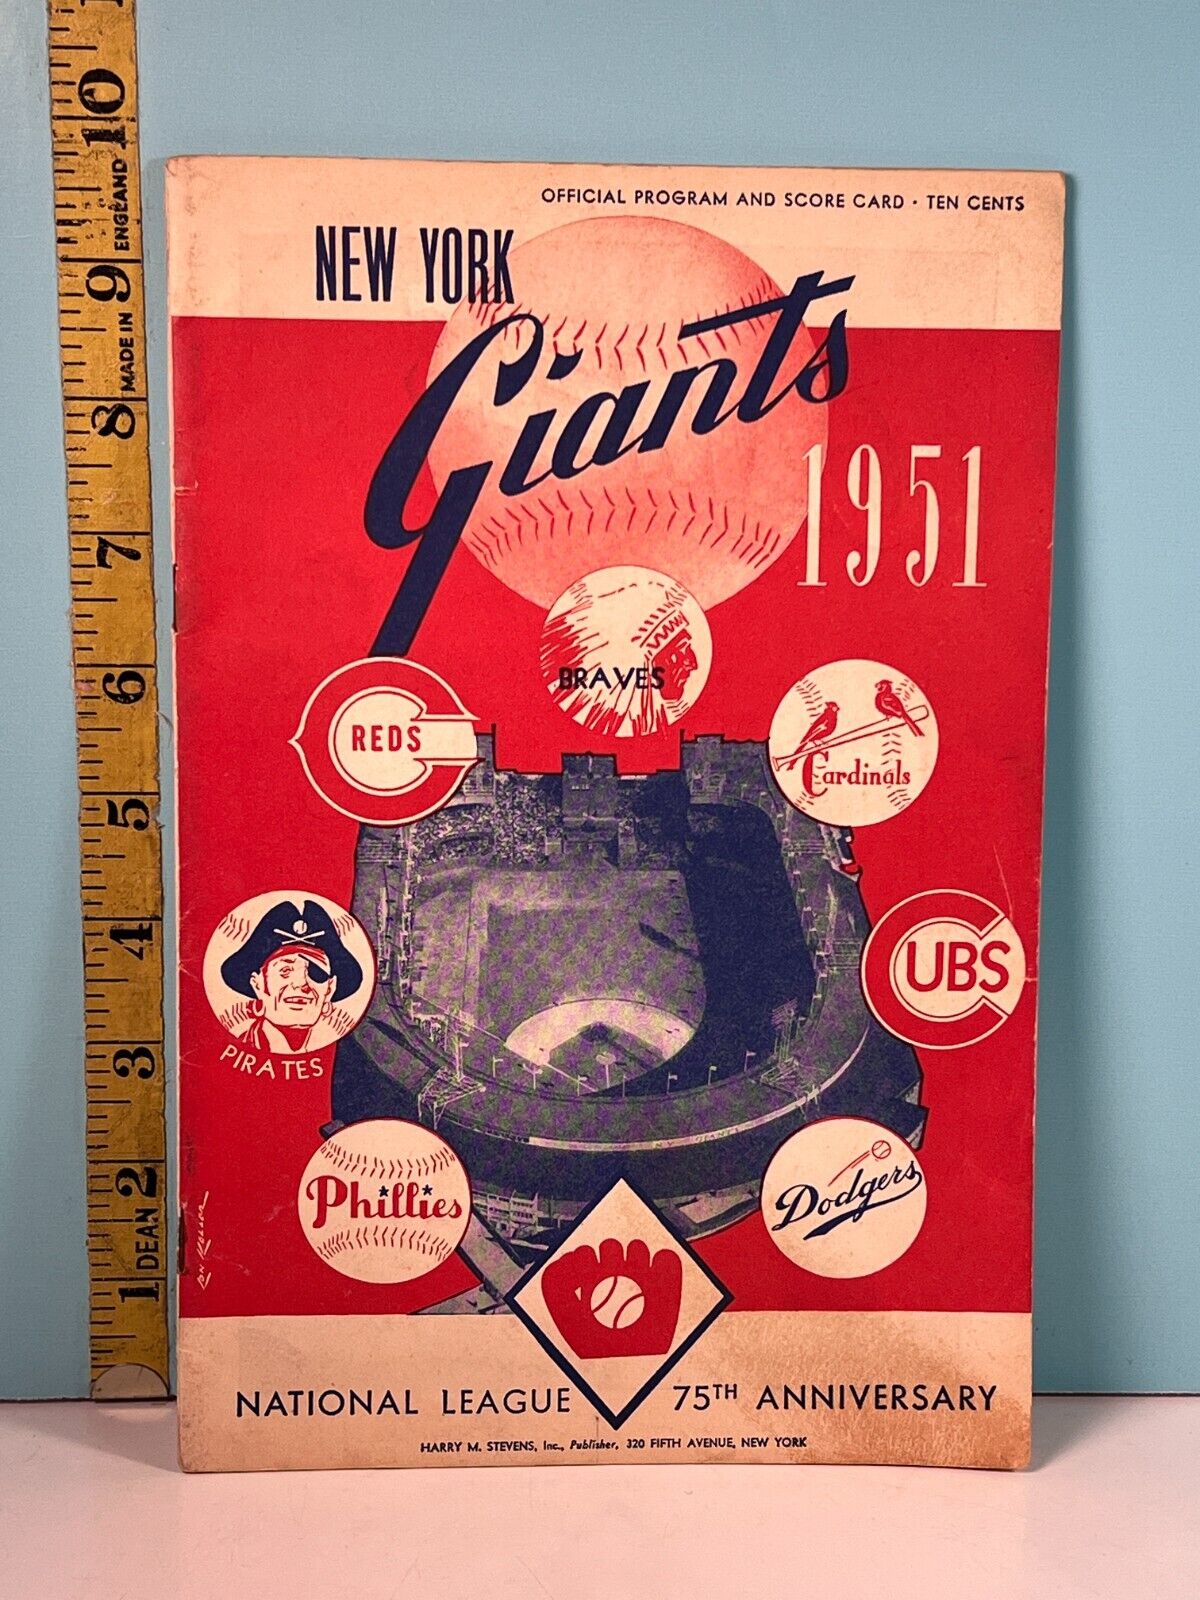 OFFICIAL PROGRAM AND SCORE CARD · TEN CENTS
NEW YORK
Giants
1951
BRAVES
REDS
Cardinals
CUBS
PIRATES
Phillies
Dodgers
N.Y. GIANTS
NATIONAL LEAGUE 75TH ANNIVERSARY
HARRY M. STEVENS, Inc., Publisher, 320 FIFTH AVENUE, NEW YORK
1 2 3 4 5 6 7 8 9 10
DEAN
MADE IN ENGLAND